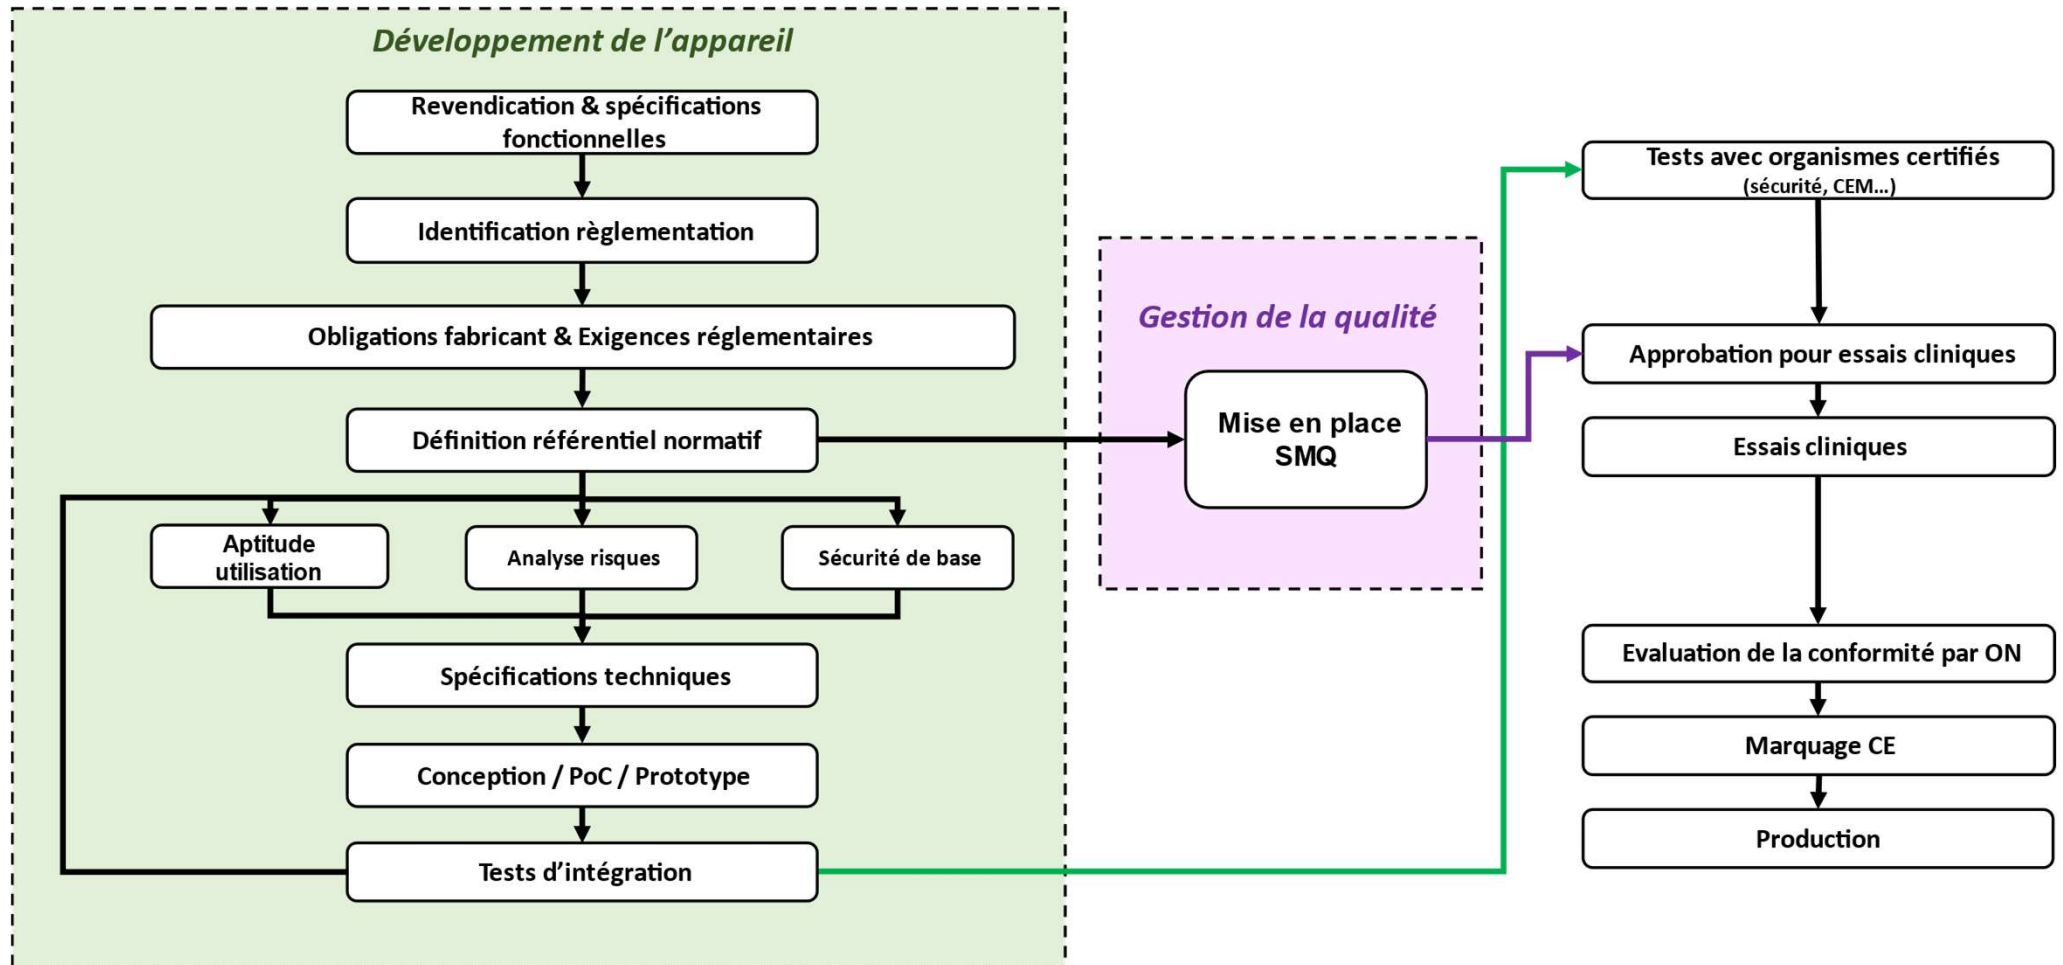 Développement de l'appareil
Revendication & spécifications
fonctionnelles
Identification règlementation
Obligations fabricant & Exigences réglementaires
Définition référentiel normatif
Aptitude
utilisation
Analyse risques
Sécurité de base
Spécifications techniques
Conception / PoC / Prototype
Tests d'intégration
Gestion de la qualité
Mise en place
SMQ
Tests avec organismes certifiés
(sécurité, CEM...)
Approbation pour essais cliniques
Essais cliniques
Evaluation de la conformité par ON
Marquage CE
Production